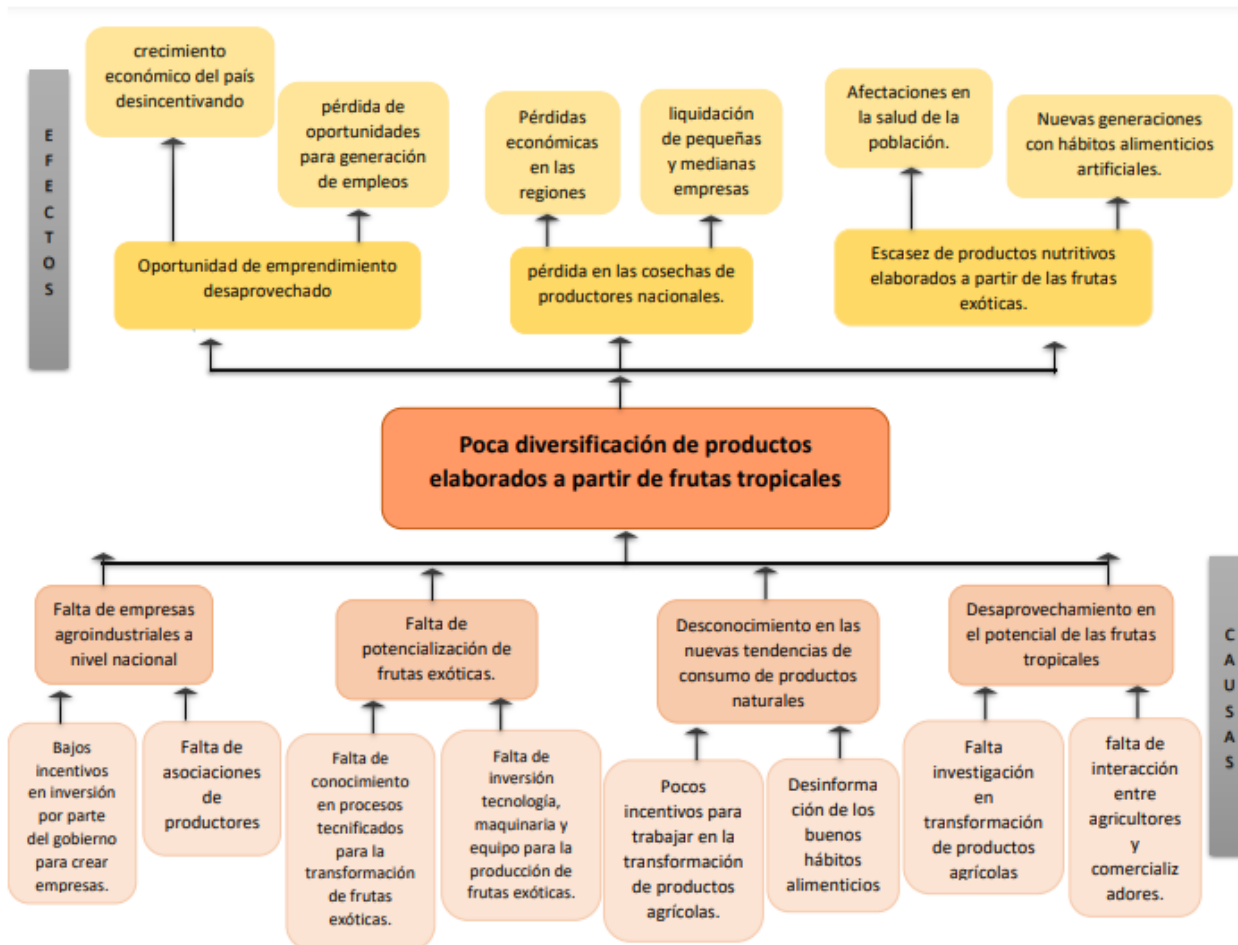 E
F
E
C
T
O
S
crecimiento
económico del país
desincentivando
pérdida de
oportunidades
para generación
de empleos
Pérdidas
económicas
en las
regiones
liquidación
de pequeñas
y medianas
empresas
Afectaciones en
la salud de la
población.
Nuevas generaciones
con hábitos alimenticios
artificiales.
Oportunidad de emprendimiento
desaprovechado
pérdida en las cosechas de
productores nacionales.
Escasez de productos nutritivos
elaborados a partir de las frutas
exóticas.
Poca diversificación de productos
elaborados a partir de frutas tropicales
Falta de empresas
agroindustriales a
nivel nacional
Falta de
potencialización de
frutas exóticas.
Desconocimiento en las
nuevas tendencias de
consumo de productos
naturales
Desaprovechamiento en
el potencial de las frutas
tropicales
C
A
U
S
A
S
Bajos
incentivos
en inversión
por parte
del gobierno
para crear
empresas.
Falta de
asociaciones
de
productores
Falta de
conocimiento
en procesos
tecnificados
para la
transformación
de frutas
exóticas.
Falta de
inversión
tecnología,
maquinaria y
equipo para la
producción de
frutas exóticas.
Pocos
incentivos para
trabajar en la
transformación
de productos
agrícolas.
Desinforma
ción de los
buenos
hábitos
alimenticios
Falta
investigación
en
transformación
de productos
agrícolas
falta de
interacción
entre
agricultores
y
comercializ
adores.